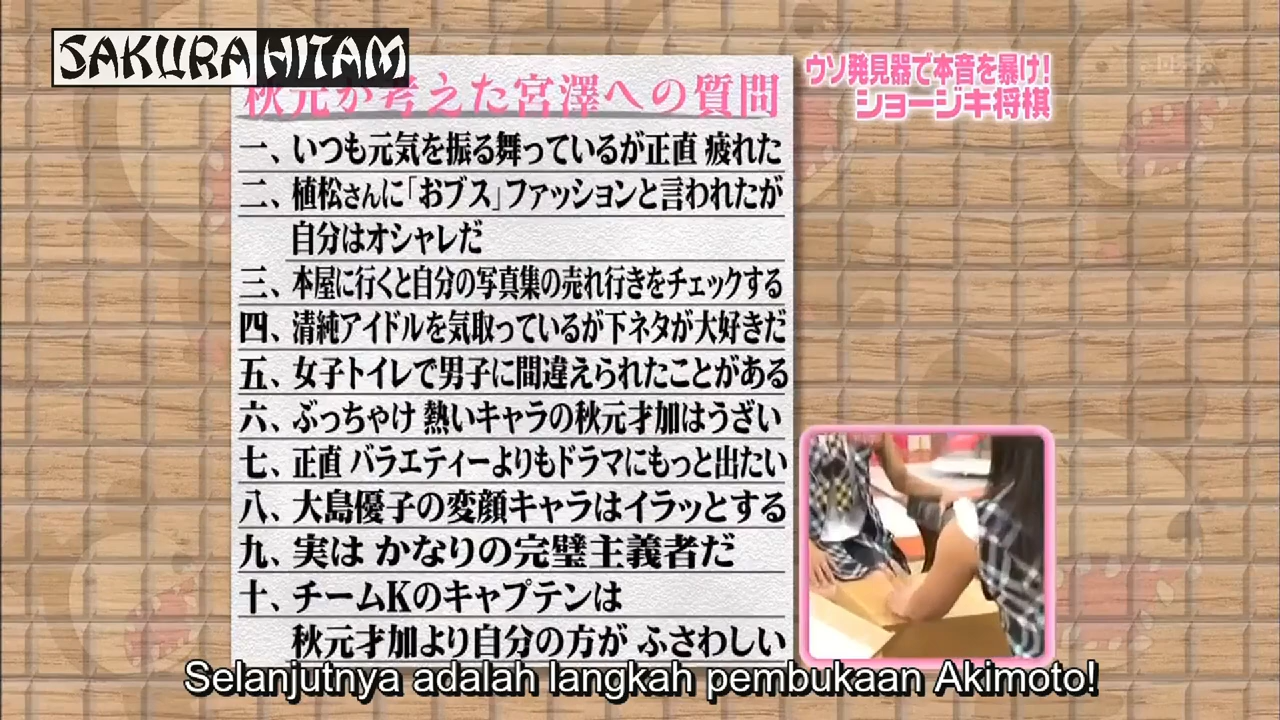 SAKURA HITAM
秋元が考えた宮澤への質問
ウソ発見器で本音を暴け!
ショージキ将棋
一、いつも元気を振る舞っているが正直 疲れた
二、植松さんに「おブス」ファッションと言われたが
自分はオシャレだ
三、本屋に行くと自分の写真集の売れ行きをチェックする
四、清純アイドルを気取っているが下ネタが大好きだ
五、女子トイレで男子に間違えられたことがある
六、ぶっちゃけ 熱いキャラの秋元才加はうざい
七、正直 バラエティーよりもドラマにもっと出たい
八、大島優子の変顔キャラはイラッとする
九、実は かなりの完璧主義者だ
十、チームKのキャプテンは
秋元才加より自分の方が ふさわしい
Selanjutnya adalah langkah pembukaan Akimoto!